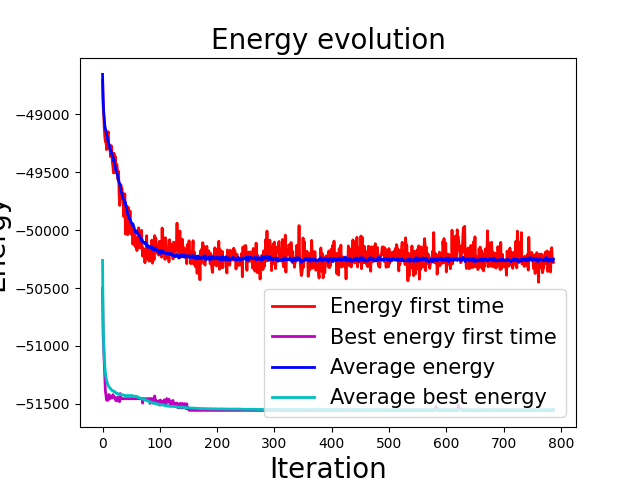 Energy evolution
Energy
−49000
−49500
−50000
−50500
−51000
−51500
0 100 200 300 400 500 600 700 800
Iteration
Energy first time
Best energy first time
Average energy
Average best energy